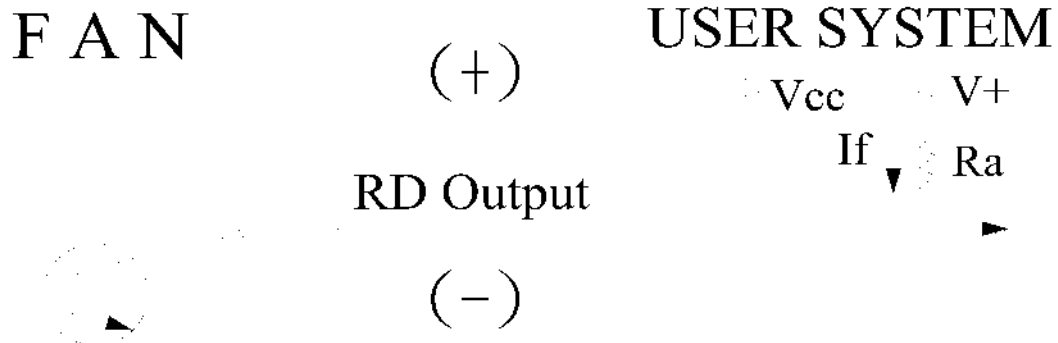 F A N
USER SYSTEM
(+)
Vcc
V+
If
Ra
RD Output
(−)